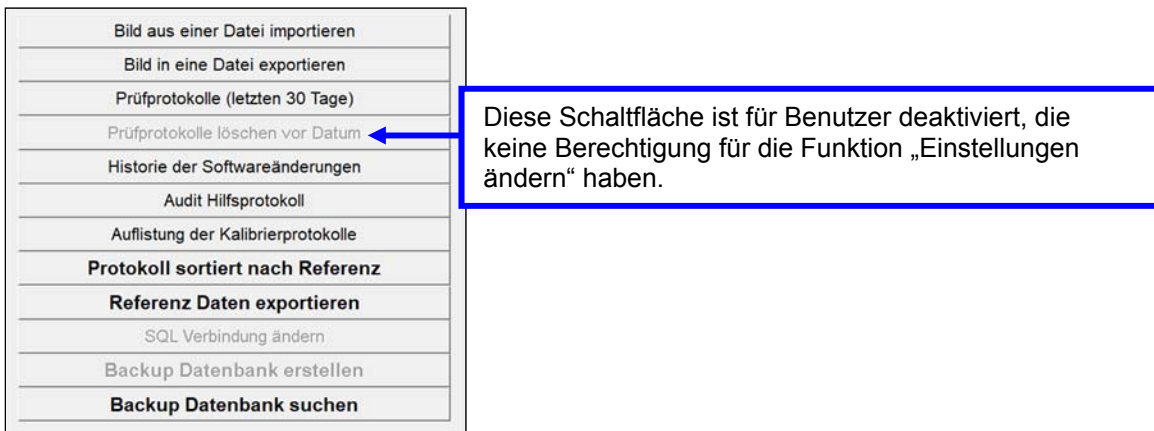 Bild aus einer Datei importieren
Bild in eine Datei exportieren
Prüfprotokolle (letzten 30 Tage)
Prüfprotokolle löschen vor Datum
Historie der Softwareänderungen
Audit Hilfsprotokoll
Auflistung der Kalibrierprotokolle
Protokoll sortiert nach Referenz
Referenz Daten exportieren
SQL Verbindung ändern
Backup Datenbank erstellen
Backup Datenbank suchen
Diese Schaltfläche ist für Benutzer deaktiviert, die
keine Berechtigung für die Funktion „Einstellungen
ändern“ haben.